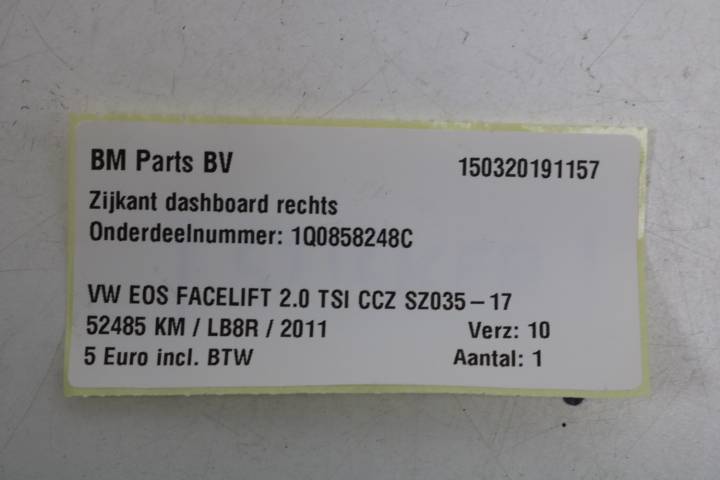 BM Parts BV 150320191157
Zijkant dashboard rechts
Onderdeelnummer: 1Q0858248C
VW EOS FACELIFT 2.0 TSI CCZ SZ035-17
52485 KM / LB8R / 2011 Verz: 10
5 Euro incl. BTW Aantal: 1